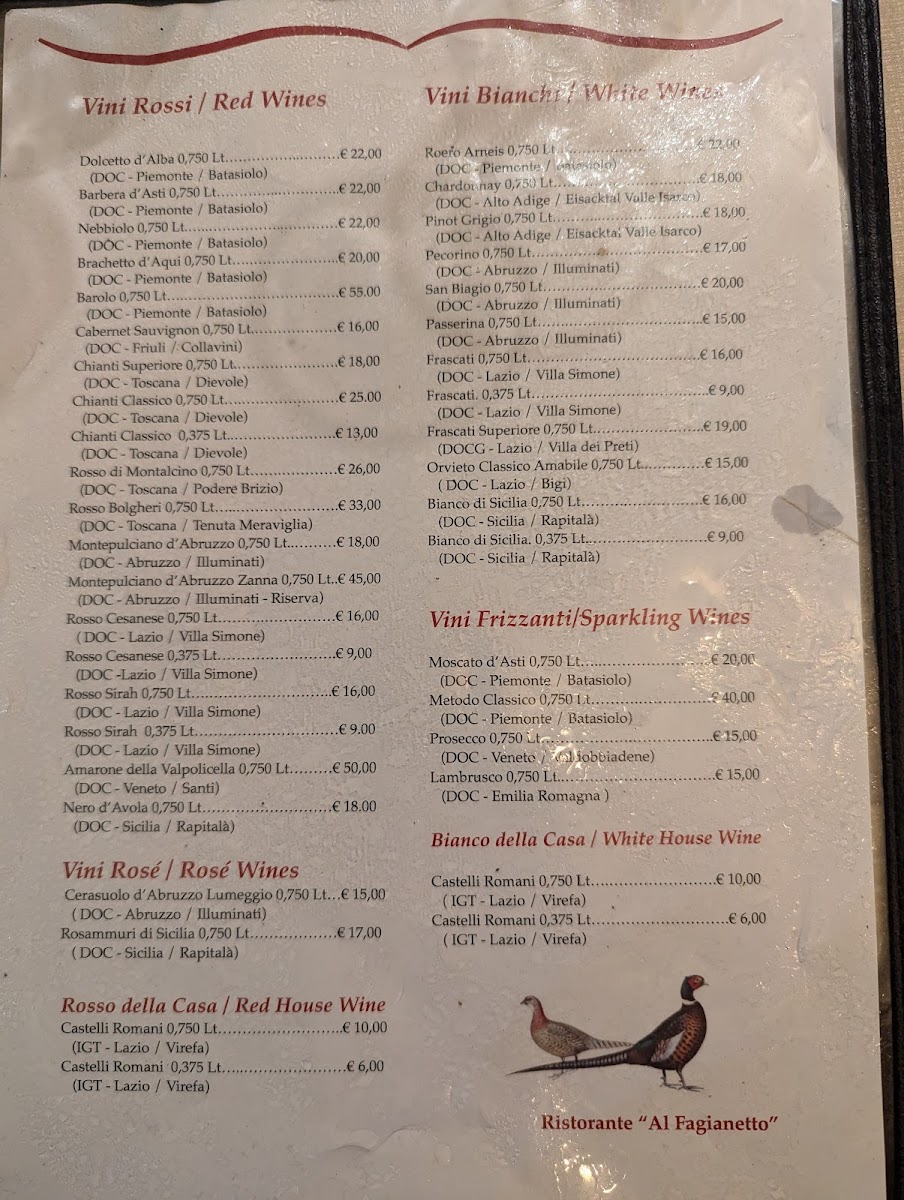 Vini Rossi / Red Wines
Dolcetto d'Alba 0,750 Lt.........................€ 22,00
(DOC - Piemonte / Batasiolo)
Barbera d'Asti 0,750 Lt...........................€ 22,00
(DOC - Piemonte / Batasiolo)
Nebbiolo 0,750 Lt..................................€ 22,00
(DOC - Piemonte / Batasiolo)
Brachetto d'Aqui 0,750 Lt.......................€ 20,00
(DOC - Piemonte / Batasiolo)
Barolo 0,750 Lt......................................€ 55.00
(DOC - Piemonte / Batasiolo)
Cabernet Sauvignon 0,750 Lt...................€ 16,00
(DOC - Friuli / Collavini)
Chianti Superiore 0,750 Lt.......................€ 18,00
(DOC - Toscana / Dievole)
Chianti Classico 0,750 Lt.........................€ 25.00
(DOC - Toscana / Dievole)
Chianti Classico 0,375 Lt........................€ 13,00
(DOC - Toscana / Dievole)
Rosso di Montalcino 0,750 Lt...................€ 26,00
(DOC - Toscana / Podere Brizio)
Rosso Bolgheri 0,750 Lt...........................€ 33,00
(DOC - Toscana / Tenuta Meraviglia)
Montepulciano d'Abruzzo 0,750 Lt..........€ 18,00
(DOC - Abruzzo / Illuminati)
Montepulciano d'Abruzzo Zanna 0,750 Lt..€ 45,00
(DOC - Abruzzo / Illuminati - Riserva)
Rosso Cesanese 0,750 Lt..........................€ 16,00
( DOC - Lazio / Villa Simone)
Rosso Cesanese 0,375 Lt..........................€ 9,00
(DOC -Lazio / Villa Simone)
Rosso Sirah 0,750 Lt...............................€ 16,00
(DOC - Lazio / Villa Simone)
Rosso Sirah 0,375 Lt...............................€ 9.00
(DOC - Lazio / Villa Simone)
Amarone della Valpolicella 0,750 Lt.........€ 50,00
(DOC - Veneto / Santi)
Nero d'Avola 0,750 Lt............................€ 18.00
(DOC - Sicilia / Rapitalà)
Vini Rosé / Rosé Wines
Cerasuolo d'Abruzzo Lumeggio 0,750 Lt...€ 15,00
( DOC - Abruzzo / Illuminati)
Rosammuri di Sicilia 0,750 Lt...................€ 17,00
( DOC - Sicilia / Rapitalà)
Rosso della Casa / Red House Wine
Castelli Romani 0,750 Lt...........................€ 10,00
(IGT - Lazio / Virefa)
Castelli Romani 0,375 Lt...........................€ 6,00
(IGT - Lazio / Virefa)
Vini Bianchi / White Wines
Roero Arneis 0,750 Lt..............................€ 22,00
(DOC - Piemonte / Batasiolo)
Chardonnay 0,750 Lt...............................€ 18,00
(DOC - Alto Adige / Eisacktal Valle Isarco)
Pinot Grigio 0,750 Lt...............................€ 18,00
(DOC - Alto Adige / Eisacktal Valle Isarco)
Pecorino 0,750 Lt....................................€ 17,00
(DOC - Abruzzo / Illuminati)
San Biagio 0,750 Lt.................................€ 20,00
(DOC - Abruzzo / Illuminati)
Passerina 0,750 Lt...................................€ 15,00
(DOC - Abruzzo / Illuminati)
Frascati 0,750 Lt.....................................€ 16,00
(DOC - Lazio / Villa Simone)
Frascati. 0,375 Lt.....................................€ 9,00
(DOC - Lazio / Villa Simone)
Frascati Superiore 0,750 Lt......................€ 19,00
(DOCG - Lazio / Villa dei Preti)
Orvieto Classico Amabile 0,750 Lt............€ 15,00
( DOC - Lazio / Bigi)
Bianco di Sicilia 0,750 Lt.........................€ 16,00
(DOC - Sicilia / Rapitalà)
Bianco di Sicilia. 0,375 Lt.........................€ 9,00
(DOC - Sicilia / Rapitalà)
Vini Frizzanti/Sparkling Wines
Moscato d'Asti 0,750 Lt...........................€ 20,00
(DOC - Piemonte / Batasiolo)
Metodo Classico 0,750 Lt.........................€ 40,00
(DOC - Piemonte / Batasiolo)
Prosecco 0,750 Lt....................................€ 15,00
(DOC - Veneto / Valdobbiadene)
Lambrusco 0,750 Lt.................................€ 15,00
(DOC - Emilia Romagna )
Bianco della Casa / White House Wine
Castelli Romani 0,750 Lt...........................€ 10,00
( IGT - Lazio / Virefa)
Castelli Romani 0,375 Lt...........................€ 6,00
( IGT - Lazio / Virefa)
Ristorante "Al Fagianetto"